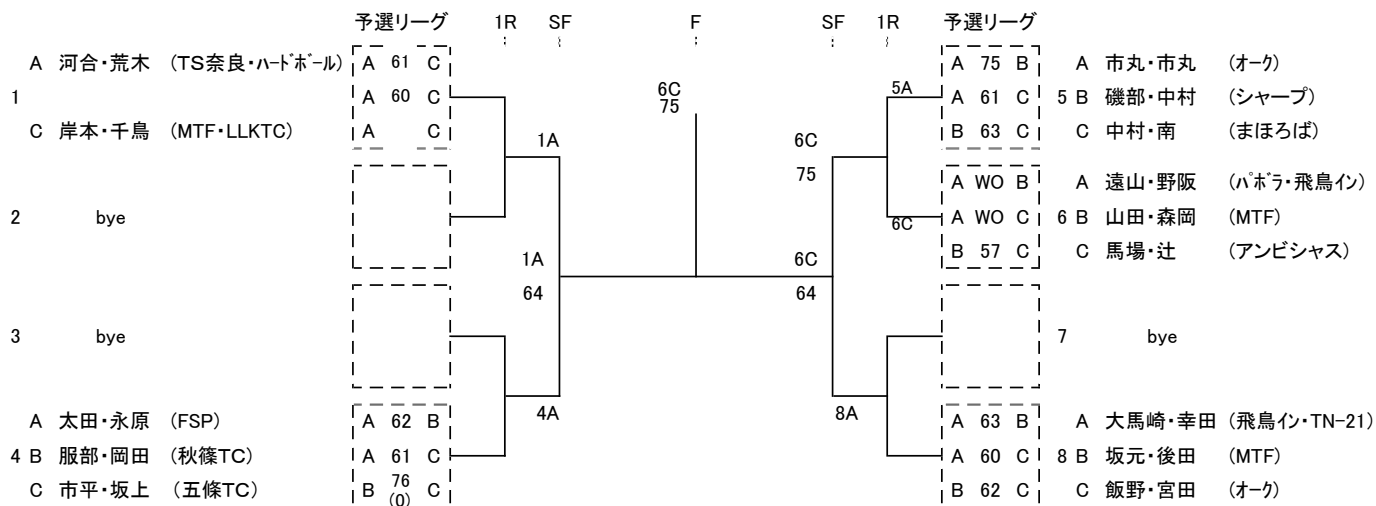 予選リーグ 1R SF F SF 1R 予選リーグ
A 河合・荒木 (TS奈良・ハードボール) A 61 C
1 A 60 C
C 岸本・千鳥 (MTF・LLKTC) A C
2 bye
3 bye
A 太田・永原 (FSP) A 62 B
4 B 服部・岡田 (秋篠TC) A 61 C
C 市平・坂上 (五條TC) B 76 (0) C
1A
1A
64
4A
6C
75
5A
6C
75
6C
6C
64
8A
A 75 B A 市丸・市丸 (オーク)
A 61 C 5 B 磯部・中村 (シャープ)
B 63 C C 中村・南 (まほろば)
A WO B A 遠山・野阪 (パボラ・飛鳥イン)
A WO C 6 B 山田・森岡 (MTF)
B 57 C C 馬場・辻 (アンビシャス)
7 bye
A 63 B A 大馬崎・幸田 (飛鳥イン・TN-21)
A 60 C 8 B 坂元・後田 (MTF)
B 62 C C 飯野・宮田 (オーク)